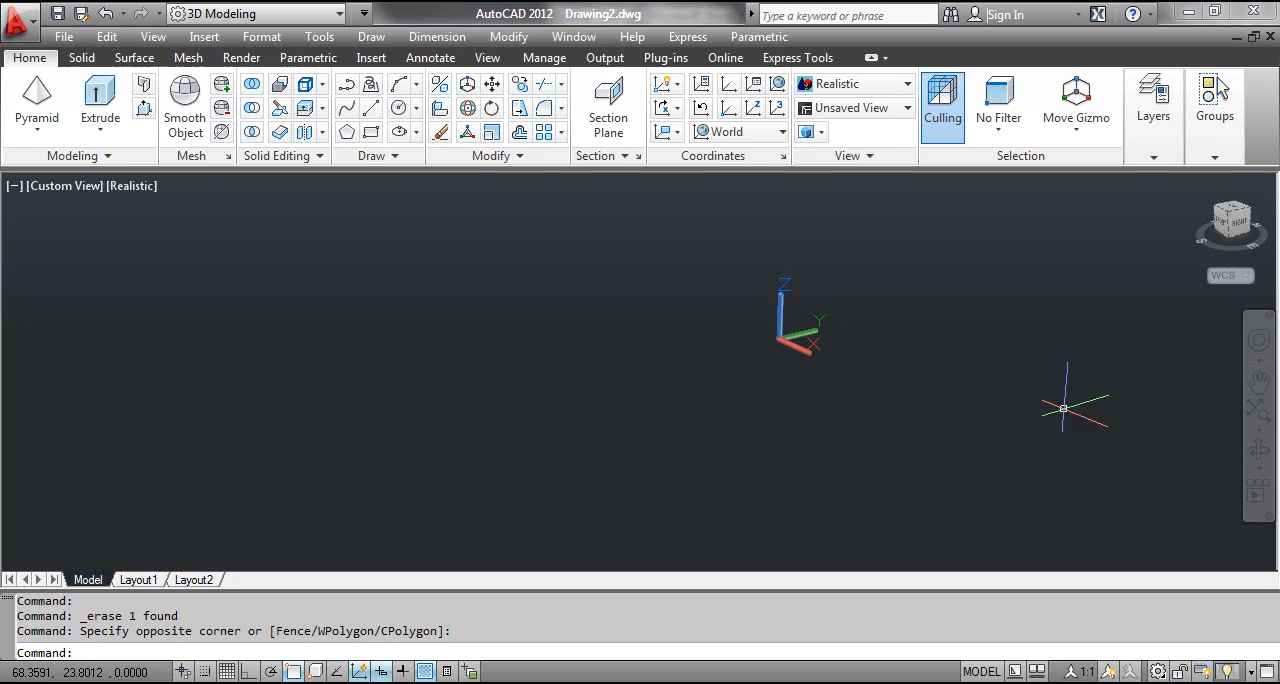 3D Modeling AutoCAD 2012 Drawing2.dwg Type a keyword or phrase Sign In
File Edit View Insert Format Tools Draw Dimension Modify Window Help Express Parametric
Home Solid Surface Mesh Render Parametric Insert Annotate View Manage Output Plug-ins Online Express Tools
Realistic
Unsaved View
Pyramid Extrude Smooth Object Section Plane Culling No Filter Move Gizmo Layers Groups
World
Modeling Mesh Solid Editing Draw Modify Section Coordinates View Selection
[−] [Custom View] [Realistic]
RIGHT
S E
WCS
Z
Y
X
Model Layout1 Layout2
Command:
Command: _erase 1 found
Command: Specify opposite corner or [Fence/WPolygon/CPolygon]:
Command:
68.3591, 23.8012 , 0.0000 MODEL 1:1